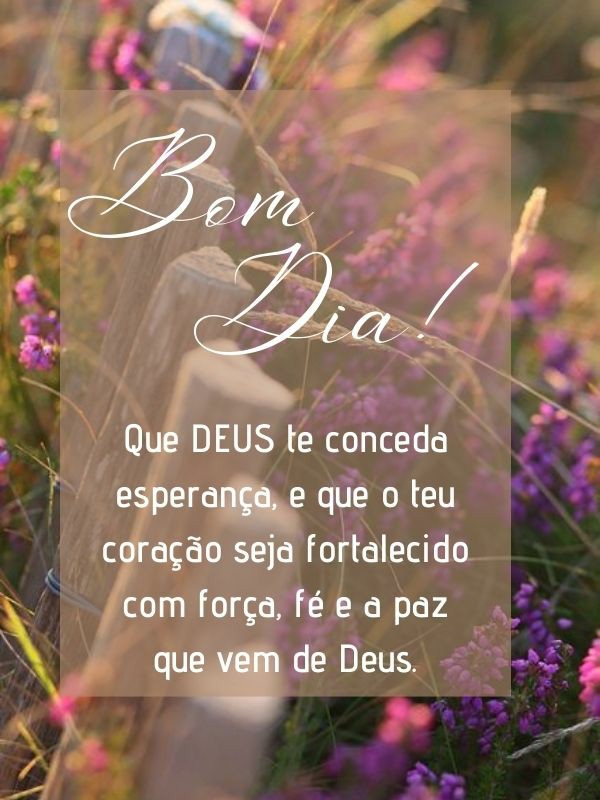 Bom
Dia!
Que DEUS te conceda
esperança, e que o teu
coração seja fortalecido
com força, fé e a paz
que vem de Deus.